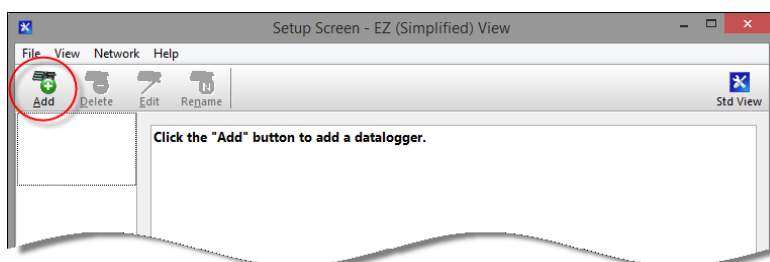 Setup Screen - EZ (Simplified) View
File View Network Help
Add Delete Edit Rename Std View
Click the "Add" button to add a datalogger.